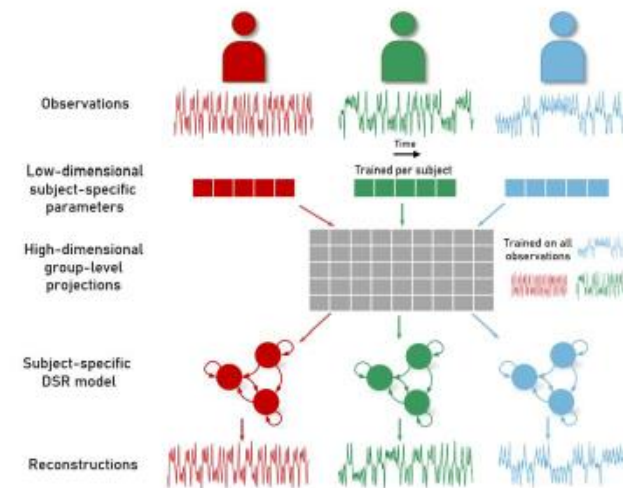 Observations
Time
Low-dimensional
subject-specific
parameters
Trained per subject
High-dimensional
group-level
projections
Trained on all
observations
Subject-specific
DSR model
Reconstructions